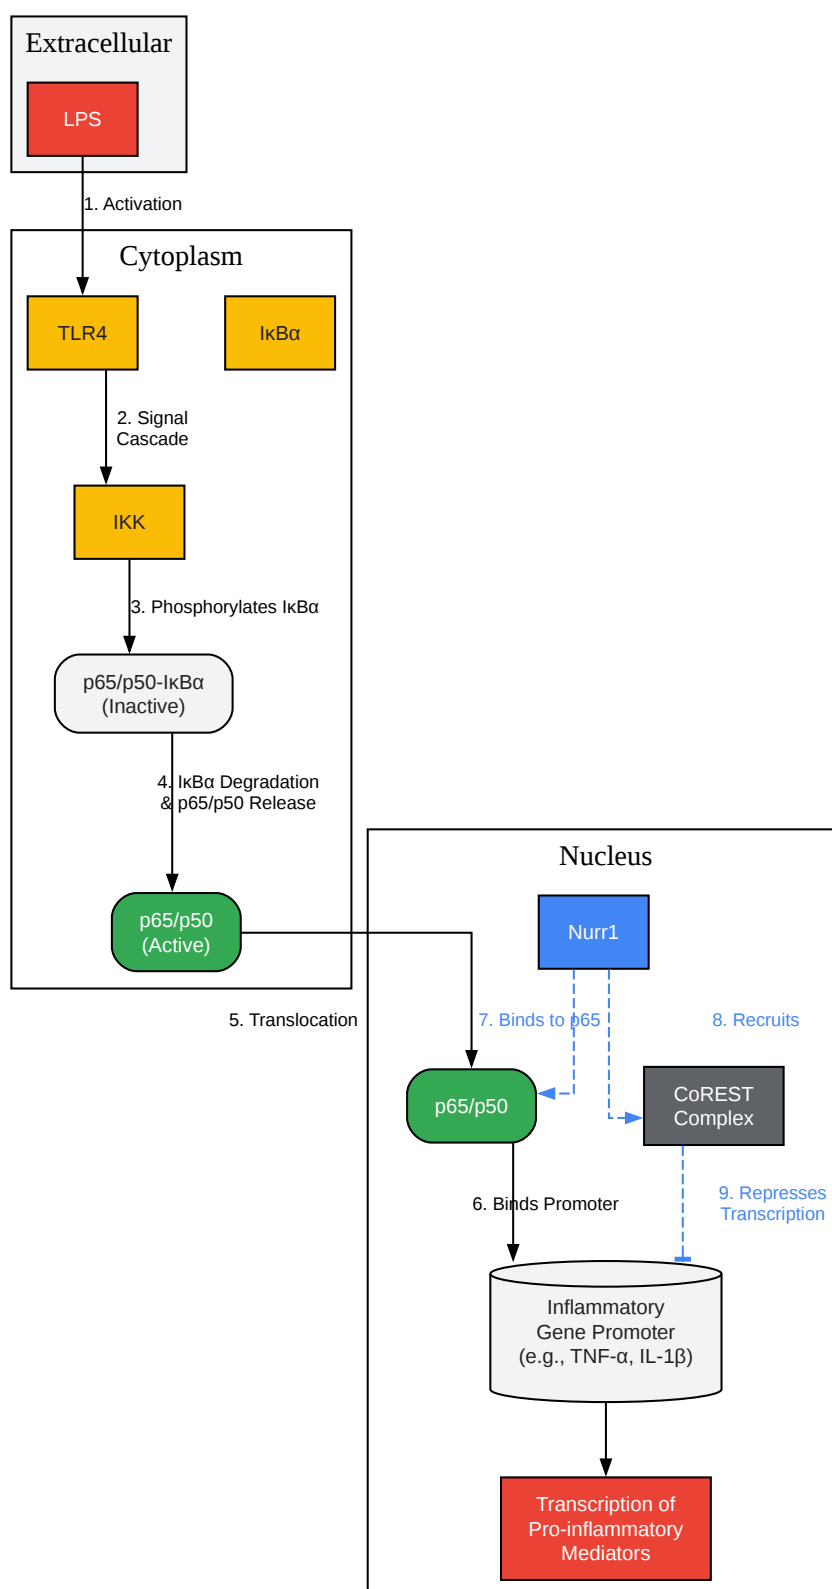 Extracellular
LPS
1. Activation
Cytoplasm
TLR4
IκBα
2. Signal
Cascade
IKK
3. Phosphorylates IκBα
p65/p50-IκBα
(Inactive)
4. IκBα Degradation
& p65/p50 Release
p65/p50
(Active)
5. Translocation
Nucleus
Nurr1
7. Binds to p65
8. Recruits
p65/p50
CoREST
Complex
6. Binds Promoter
9. Represses
Transcription
Inflammatory
Gene Promoter
(e.g., TNF-α, IL-1β)
Transcription of
Pro-inflammatory
Mediators